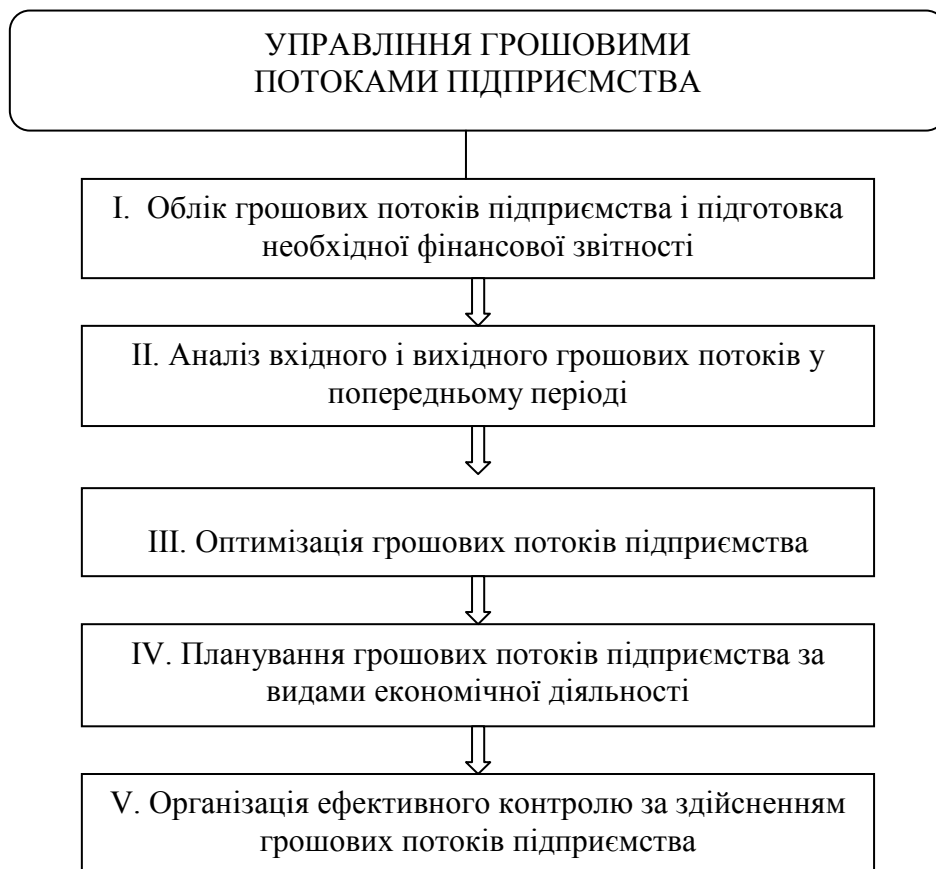 УПРАВЛІННЯ ГРОШОВИМИ
ПОТОКАМИ ПІДПРИЄМСТВА
I. Облік грошових потоків підприємства і підготовка
необхідної фінансової звітності
II. Аналіз вхідного і вихідного грошових потоків у
попередньому періоді
III. Оптимізація грошових потоків підприємства
IV. Планування грошових потоків підприємства за
видами економічної діяльності
V. Організація ефективного контролю за здійсненням
грошових потоків підприємства